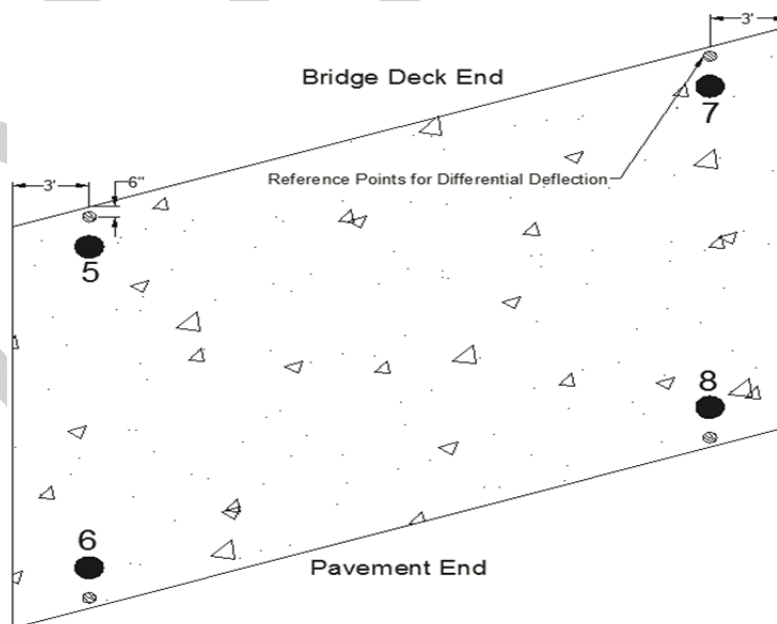 3'
Bridge Deck End
7
Reference Points for Differential Deflection
3'
6"
5
8
6
Pavement End